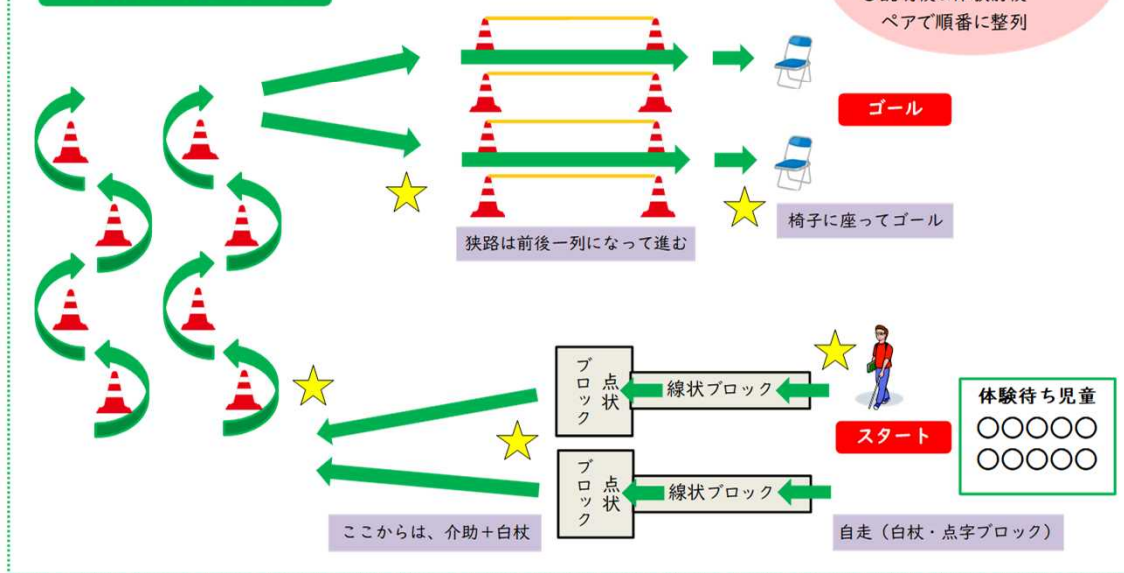 ペアで順番に整列
ゴール
椅子に座ってゴール
狭路は前後一列になって進む
点状
ブロック
線状ブロック
スタート
体験待ち児童
○○○○○
○○○○○
点状
ブロック
線状ブロック
ここからは、介助+白杖
自走(白杖・点字ブロック)